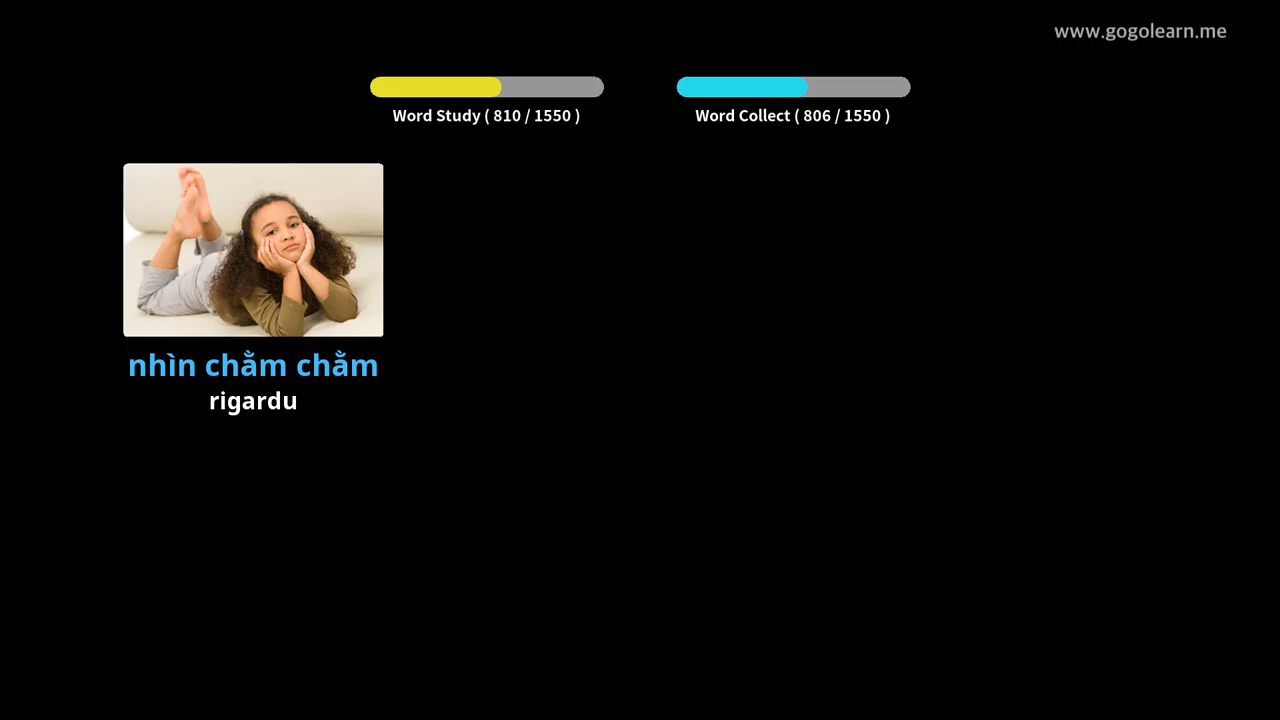 www.gogolearn.me
Word Study ( 810 / 1550 )
Word Collect ( 806 / 1550 )
nhìn chằm chằm
rigardu